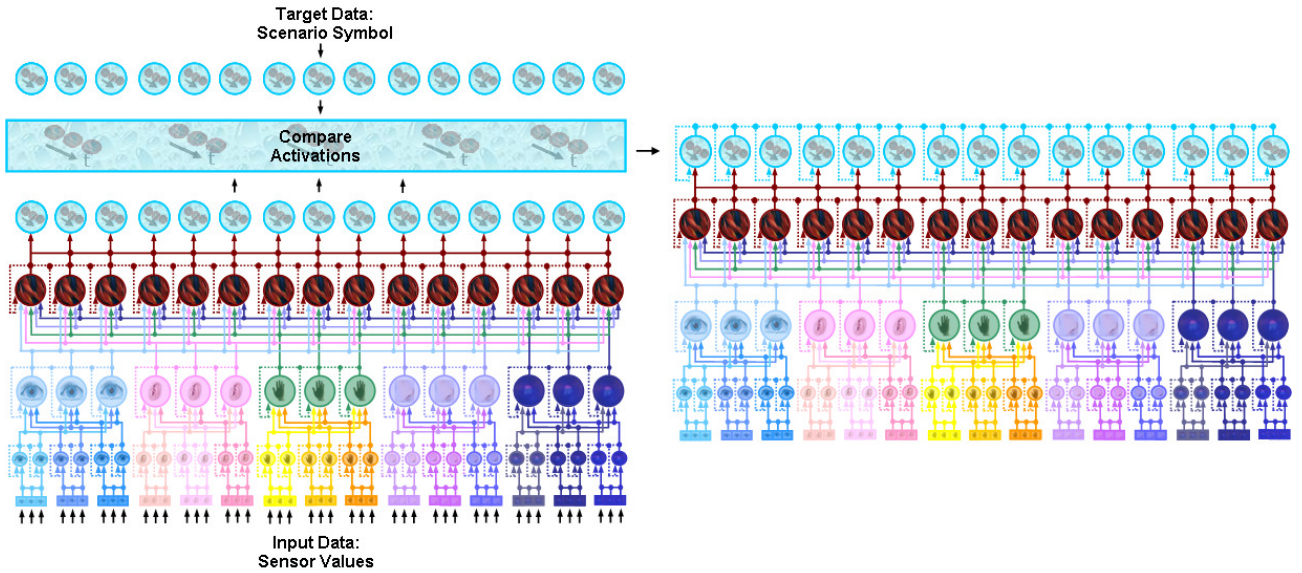 Target Data:
Scenario Symbol
Compare
Activations
t
t
t
t
Input Data:
Sensor Values